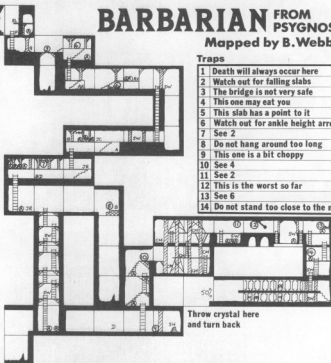 BARBARIAN FROM
PSYGNOS
Mapped by B. Webb
Traps
1 Death will always occur here
2 Watch out for falling slabs
3 The bridge is not very safe
4 This one may eat you
5 This slab has a point to it
6 Watch out for ankle height arr
7 See 2
8 Do not hang around too long
9 This one is a bit choppy
10 See 4
11 See 2
12 This is the worst so far
13 See 6
14 Do not stand too close to the
Throw crystal here
and turn back